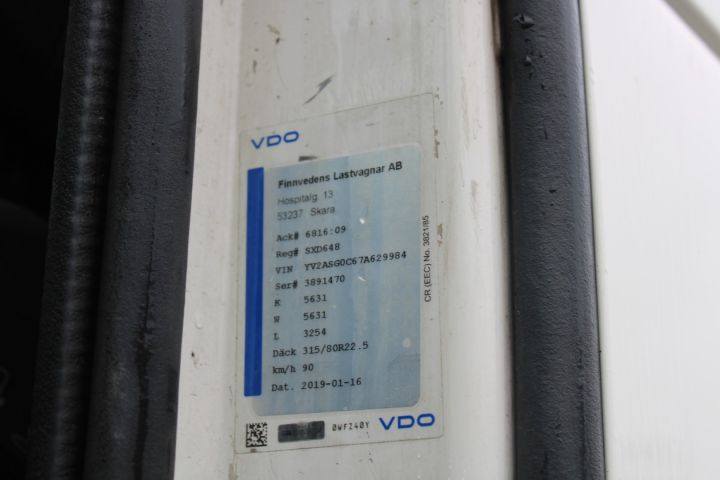 VDO
Finnvedens Lastvagnar AB
Hospitalg 13
53237 Skara
Ack# 6816:09
Reg# SXD648
VIN YV2ASG0C67A629984
Ser# 3891470
K 5631
W 5631
L 3254
Däck 315/80R22.5
km/h 90
Dat. 2019-01-16
CR (EEC) No. 3821/85
0WFZ40Y VDO